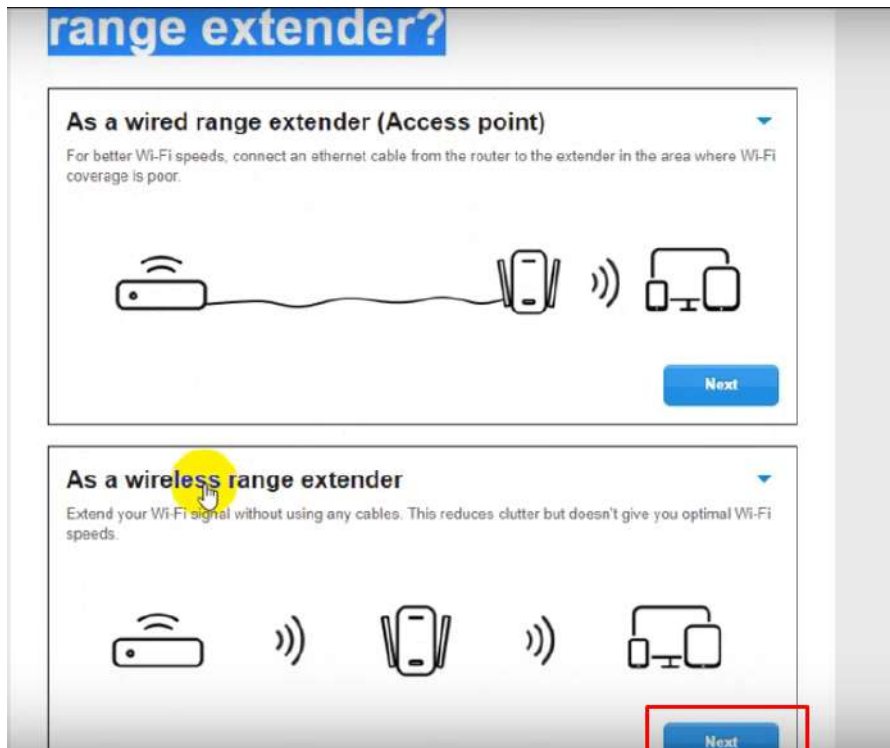 range extender?
As a wired range extender (Access point)
For better Wi-Fi speeds, connect an ethernet cable from the router to the extender in the area where Wi-Fi
coverage is poor.
Next
As a wireless range extender
Extend your Wi-Fi signal without using any cables. This reduces clutter but doesn't give you optimal Wi-Fi
speeds.
Next